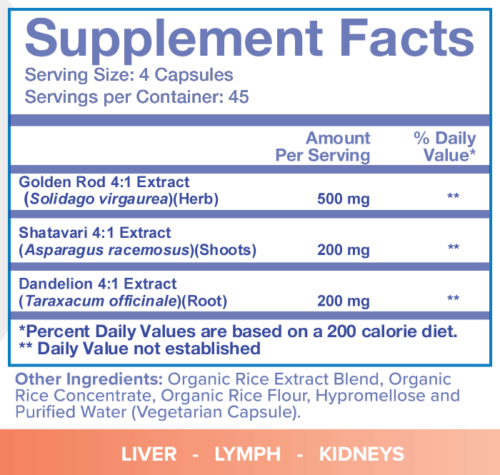 Supplement Facts
Serving Size: 4 Capsules
Servings per Container: 45
Amount Per Serving
% Daily Value*
Golden Rod 4:1 Extract
(Solidago virgaurea)(Herb) 500 mg **
Shatavari 4:1 Extract
(Asparagus racemosus)(Shoots) 200 mg **
Dandelion 4:1 Extract
(Taraxacum officinale)(Root) 200 mg **
*Percent Daily Values are based on a 200 calorie diet.
** Daily Value not established
Other Ingredients: Organic Rice Extract Blend, Organic
Rice Concentrate, Organic Rice Flour, Hypromellose and
Purified Water (Vegetarian Capsule).
LIVER - LYMPH - KIDNEYS